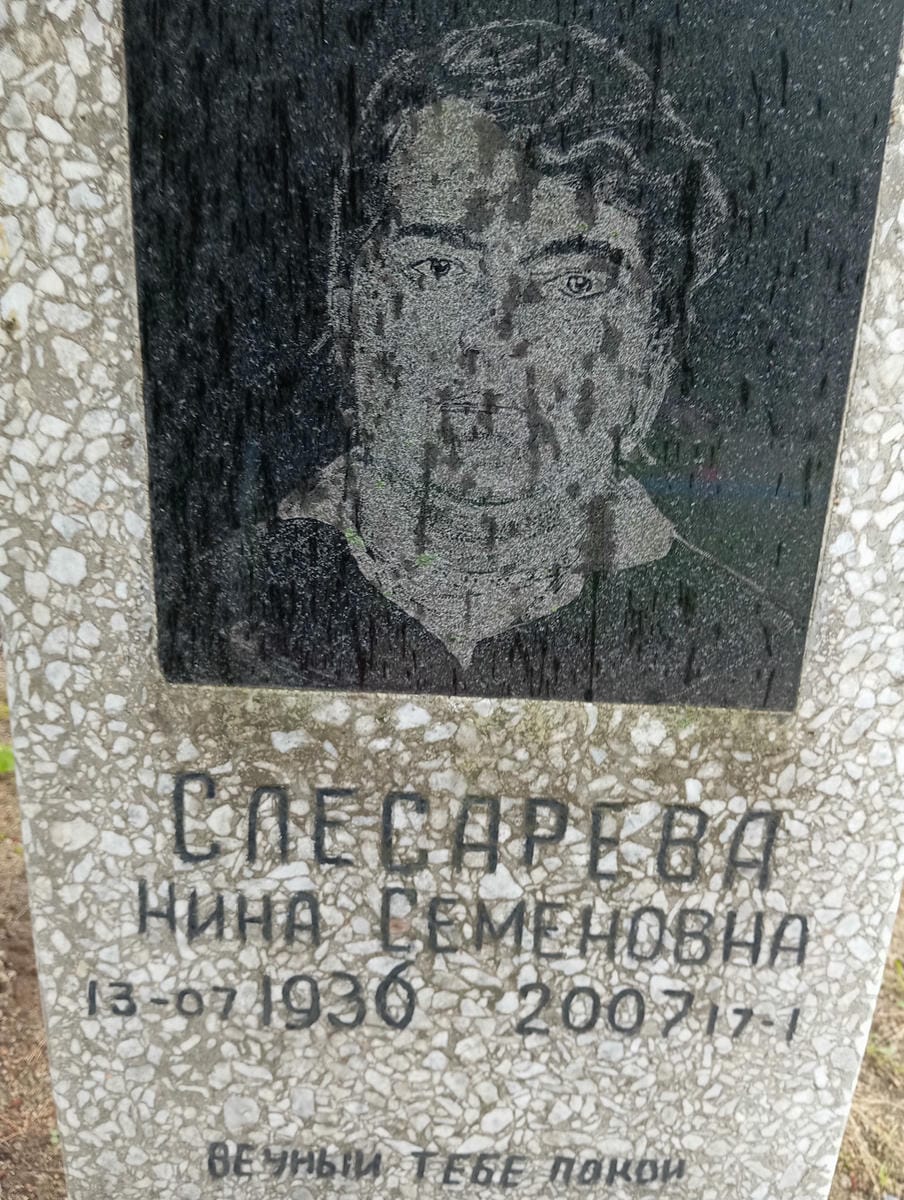 СЛЕСАРЕВА
НИНА СЕМЕНОВНА
13-07 1936 2007 17-1
ВЕЧНЫЙ ТЕБЕ ПОКОЙ